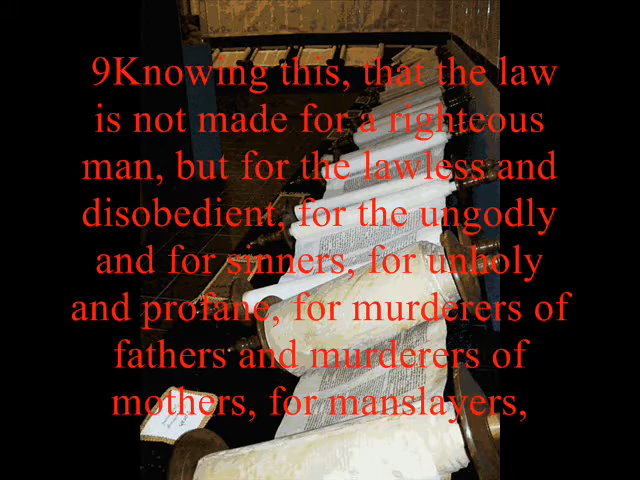 9Knowing this, that the law
is not made for a righteous
man, but for the lawless and
disobedient, for the ungodly
and for sinners, for unholy
and profane, for murderers of
fathers and murderers of
mothers, for manslayers,